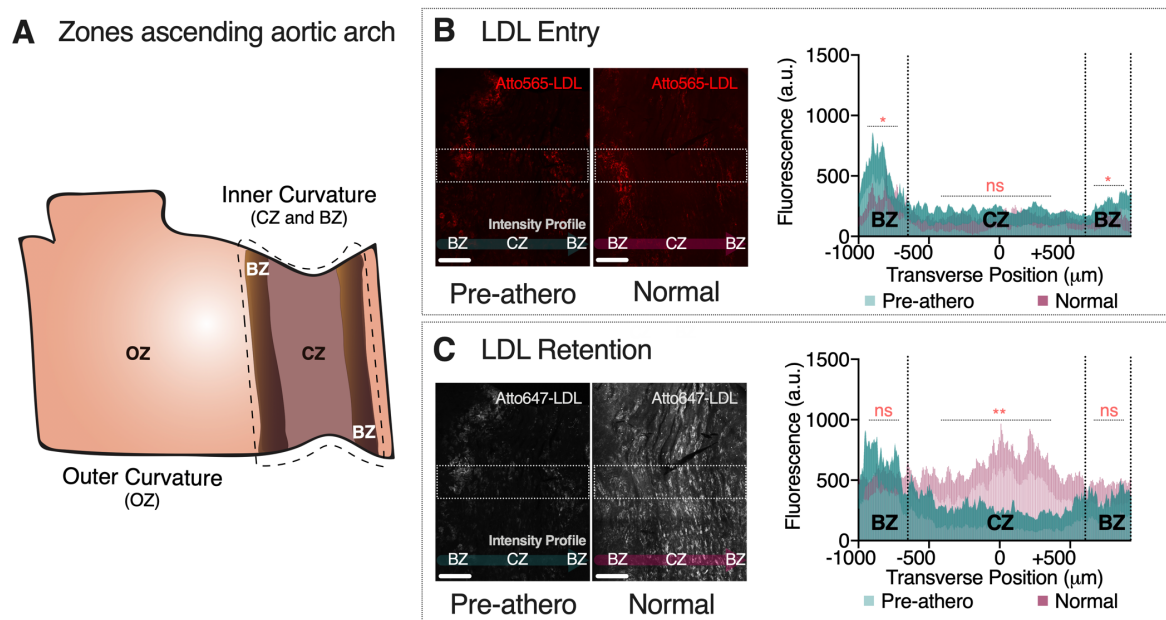 A Zones ascending aortic arch
Inner Curvature
(CZ and BZ)
BZ
OZ
CZ
BZ
Outer Curvature
(OZ)
B LDL Entry
Atto565-LDL
Atto565-LDL
Intensity Profile
BZ CZ BZ
BZ CZ BZ
Pre-athero
Normal
Fluorescence (a.u.)
1500
1000
500
0
*
ns
*
BZ
CZ
BZ
-1000 -500 0 +500
Transverse Position (μm)
Pre-athero
Normal
C LDL Retention
Atto647-LDL
Atto647-LDL
Intensity Profile
BZ CZ BZ
BZ CZ BZ
Pre-athero
Normal
Fluorescence (a.u.)
1500
1000
500
0
ns
**
ns
BZ
CZ
BZ
-1000 -500 0 +500
Transverse Position (μm)
Pre-athero
Normal